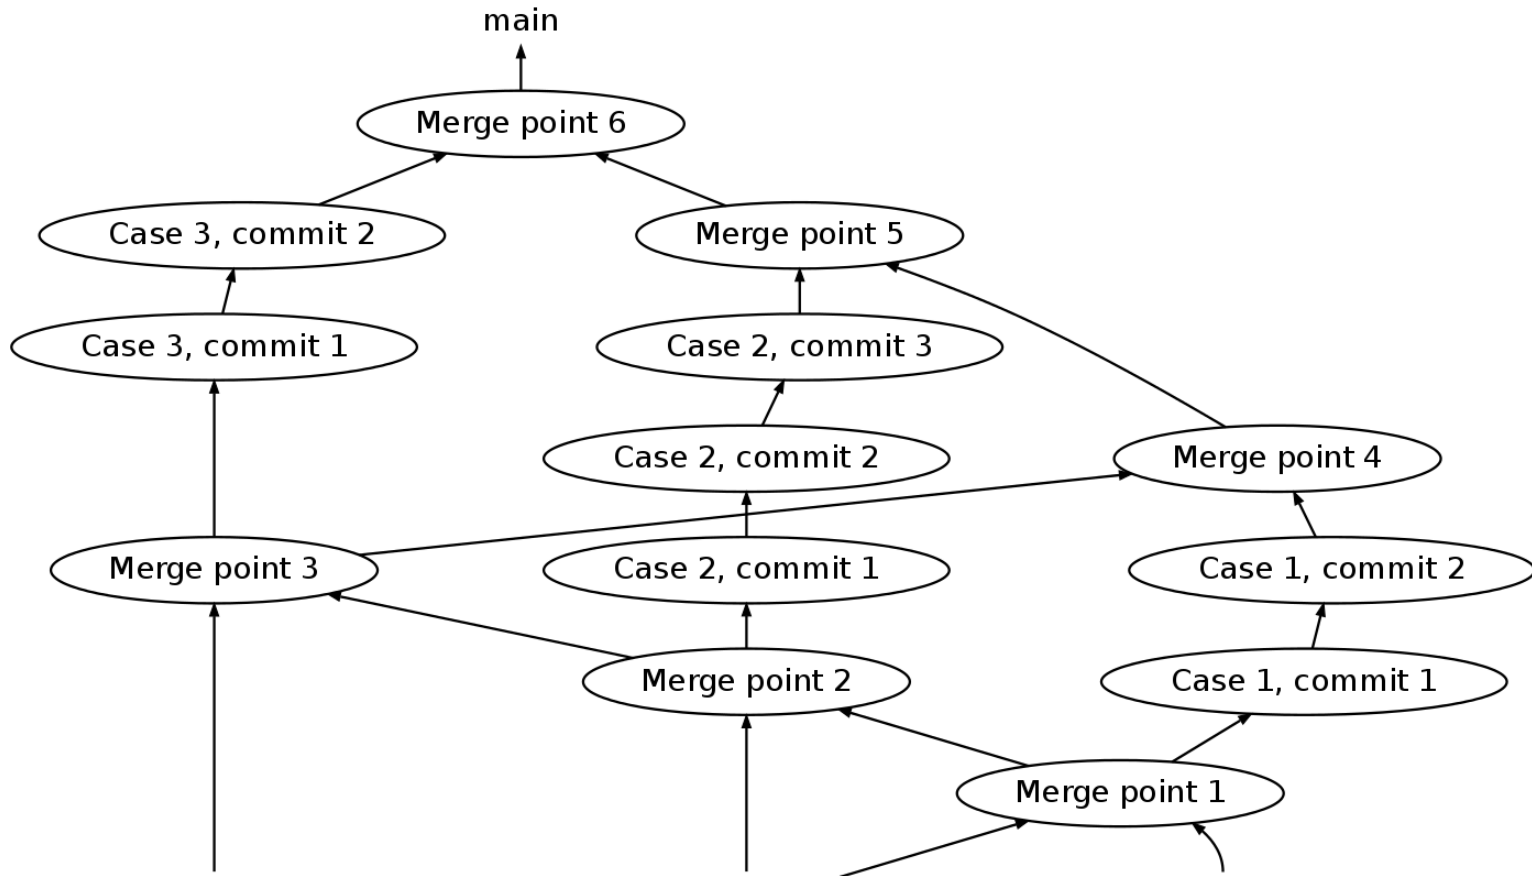 main
Merge point 6
Case 3, commit 2
Merge point 5
Case 3, commit 1
Case 2, commit 3
Case 2, commit 2
Merge point 4
Merge point 3
Case 2, commit 1
Case 1, commit 2
Merge point 2
Case 1, commit 1
Merge point 1